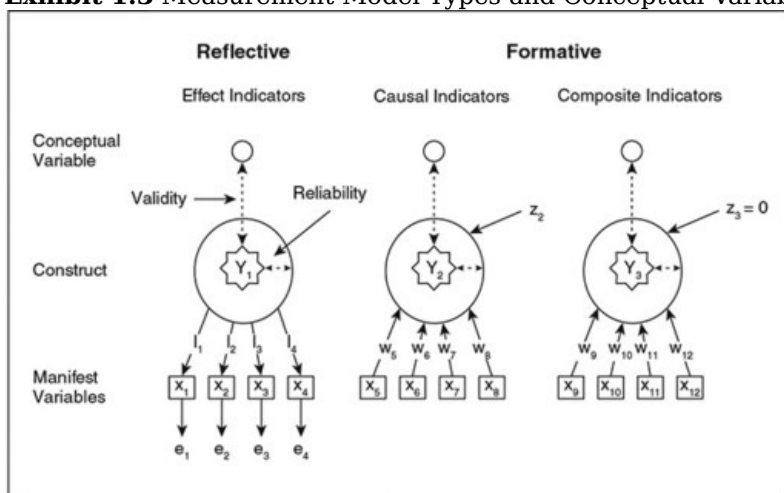 Exhibit 1.3 Measurement Model Types and Conceptual Variab
Reflective Formative
Effect Indicators Causal Indicators Composite Indicators
Conceptual
Variable
Validity Reliability
z₂ z₃ = 0
Construct Y₁ Y₂ Y₃
l₁ l₂ l₃ l₄ w₅ w₆ w₇ w₈ w₉ w₁₀ w₁₁ w₁₂
Manifest
Variables
x₁ x₂ x₃ x₄ x₅ x₆ x₇ x₈ x₉ x₁₀ x₁₁ x₁₂
e₁ e₂ e₃ e₄